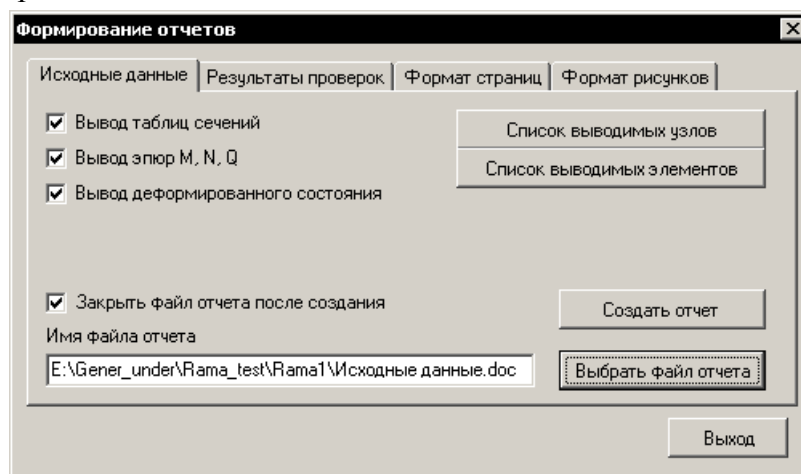 Формирование отчетов
Исходные данные Результаты проверок Формат страниц Формат рисунков
Вывод таблиц сечений
Список выводимых узлов
Вывод эпюр M, N, Q
Список выводимых элементов
Вывод деформированного состояния
Закрыть файл отчета после создания
Создать отчет
Имя файла отчета
E:\Gener_under\Rama_test\Rama1\Исходные данные.doc
Выбрать файл отчета
Выход